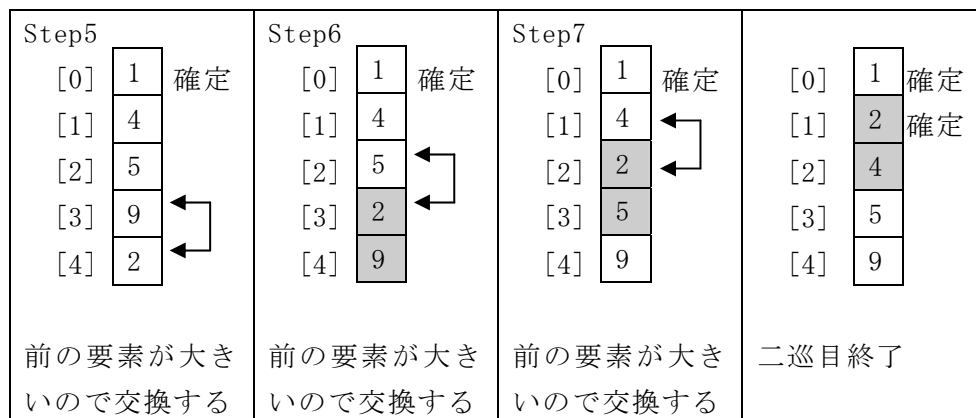 Step5
[0] 1 確定
[1] 4
[2] 5
[3] 9
[4] 2
前の要素が大き
いので交換する
Step6
[0] 1 確定
[1] 4
[2] 5
[3] 2
[4] 9
前の要素が大き
いので交換する
Step7
[0] 1 確定
[1] 4
[2] 2
[3] 5
[4] 9
前の要素が大き
いので交換する
[0] 1 確定
[1] 2 確定
[2] 4
[3] 5
[4] 9
二巡目終了